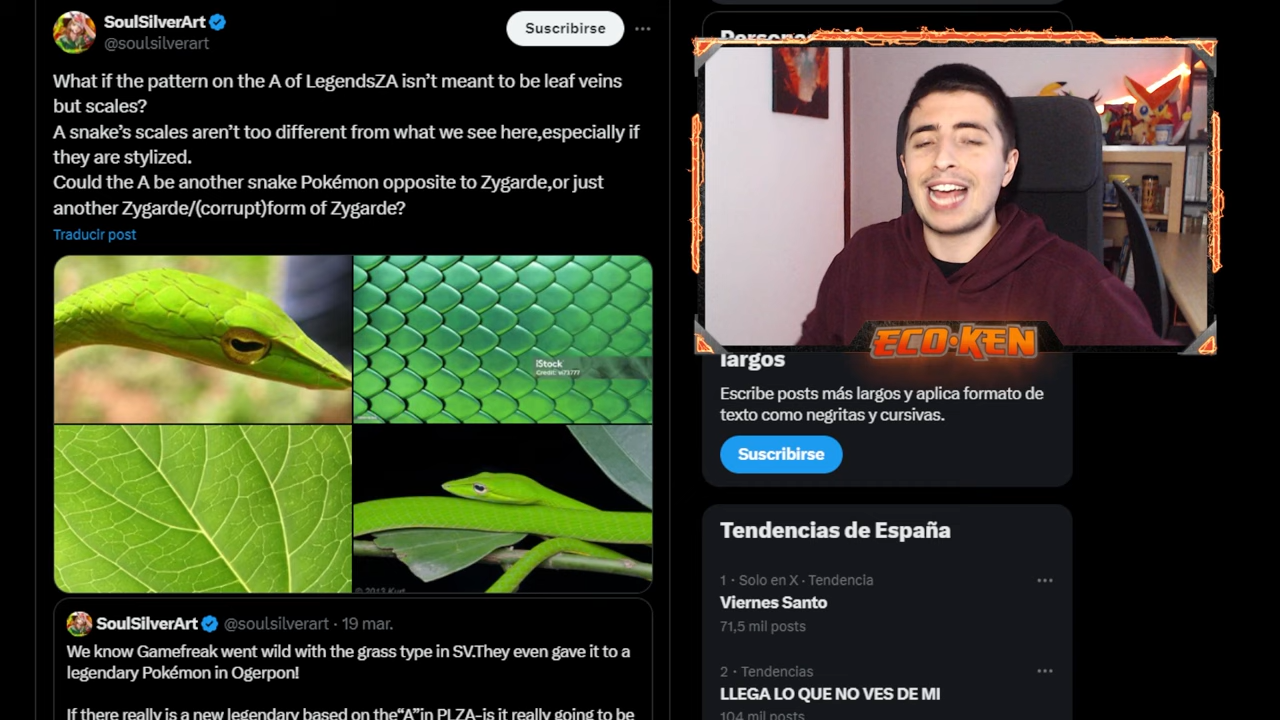 SoulSilverArt
@soulsilverart
Suscribirse
What if the pattern on the A of LegendsZA isn’t meant to be leaf veins
but scales?
A snake’s scales aren’t too different from what we see here,especially if
they are stylized.
Could the A be another snake Pokémon opposite to Zygarde,or just
another Zygarde/(corrupt)form of Zygarde?
Traducir post
iStock
SoulSilverArt @soulsilverart · 19 mar.
We know Gamefreak went wild with the grass type in SV.They even gave it to a
legendary Pokémon in Ogerpon!
If there really is a new legendary based on the“A”in PLZA-is it really going to be
ECO·KEN
largos
Escribe posts más largos y aplica formato de
texto como negritas y cursivas.
Suscribirse
Tendencias de España
1 · Solo en X · Tendencia
Viernes Santo
71,5 mil posts
2 · Tendencias
LLEGA LO QUE NO VES DE MI
104 mil posts